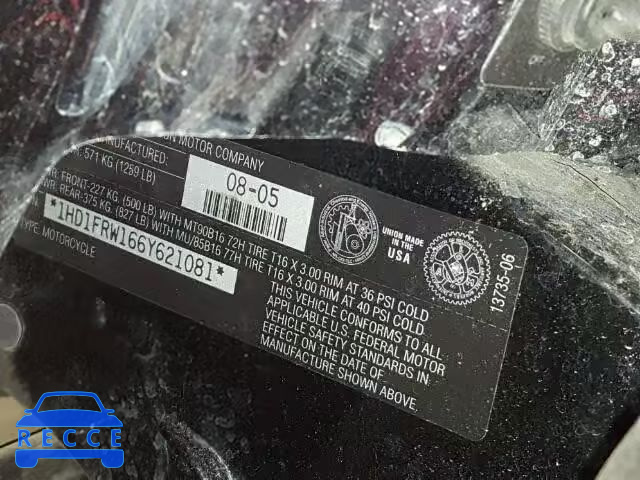 MOTOR COMPANY
MANUFACTURED: 08-05
571 KG (1259 LB)
FRONT-227 KG (500 LB) WITH MT90B16 72H TIRE T16 X 3.00 RIM AT 36 PSI COLD
REAR-375 KG (827 LB) WITH MU/85B16 77H TIRE T16 X 3.00 RIM AT 40 PSI COLD.
*1HD1FRW166Y621081*
TYPE: MOTORCYCLE
THIS VEHICLE CONFORMS TO ALL
APPLICABLE U.S. FEDERAL MOTOR
VEHICLE SAFETY STANDARDS IN
EFFECT ON THE DATE OF
MANUFACTURE SHOWN ABOVE.
UNION MADE
IN THE
USA
13735-06
RECCE